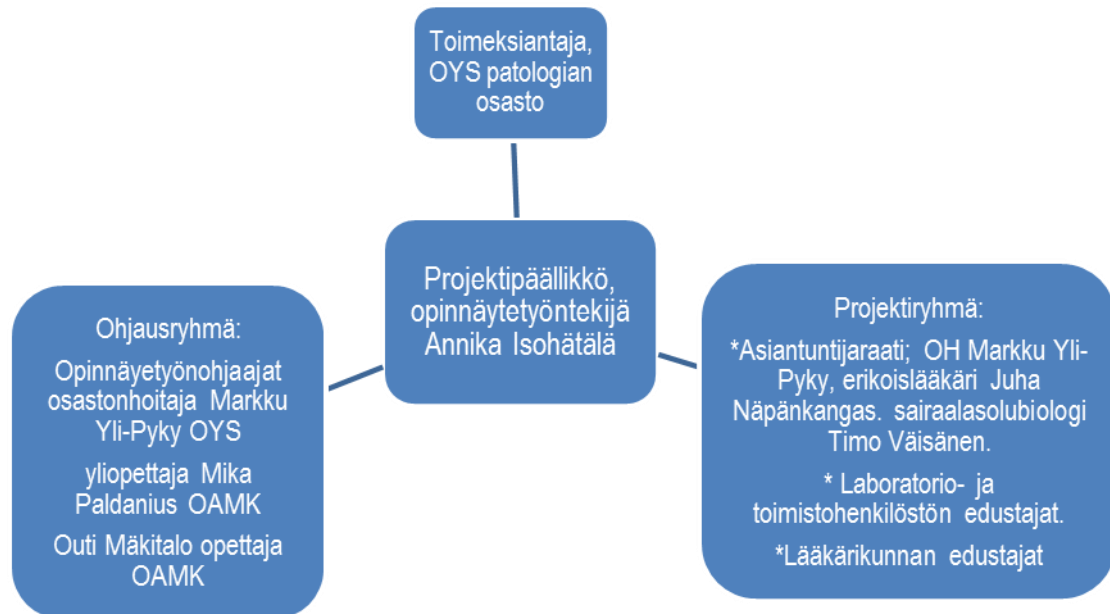 Toimeksiantaja,
OYS patologian
osasto
Projektipäällikkö,
opinnäytetyöntekijä
Annika Isohätälä
Ohjausryhmä:
Opinnäyetyönohjaajat
osastonhoitaja Markku
Yli-Pyky OYS
yliopettaja Mika
Paldanius OAMK
Outi Mäkitalo opettaja
OAMK
Projektiryhmä:
*Asiantuntijaraati; OH Markku Yli-
Pyky, erikoislääkäri Juha
Näpänkangas. sairaalasolubiologi
Timo Väisänen.
* Laboratorio- ja
toimistohenkilöstön edustajat.
*Lääkärikunnan edustajat